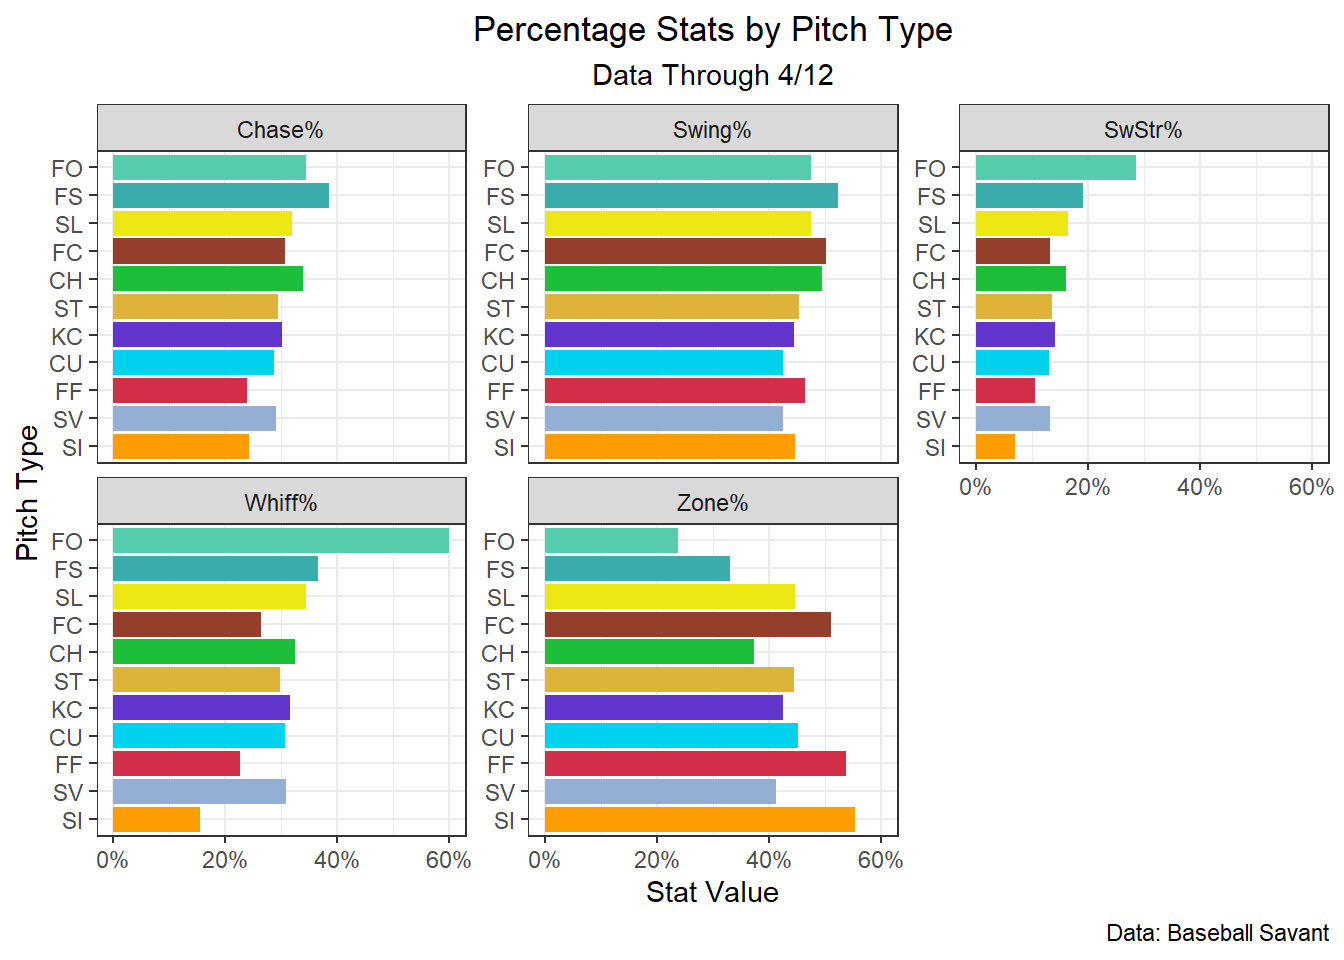 Percentage Stats by Pitch Type
Data Through 4/12
Chase%
FO
FS
SL
FC
CH
ST
KC
CU
FF
SV
SI
Swing%
FO
FS
SL
FC
CH
ST
KC
CU
FF
SV
SI
SwStr%
FO
FS
SL
FC
CH
ST
KC
CU
FF
SV
SI
0% 20% 40% 60%
Pitch Type
Whiff%
FO
FS
SL
FC
CH
ST
KC
CU
FF
SV
SI
0% 20% 40% 60%
Zone%
FO
FS
SL
FC
CH
ST
KC
CU
FF
SV
SI
0% 20% 40% 60%
Stat Value
Data: Baseball Savant